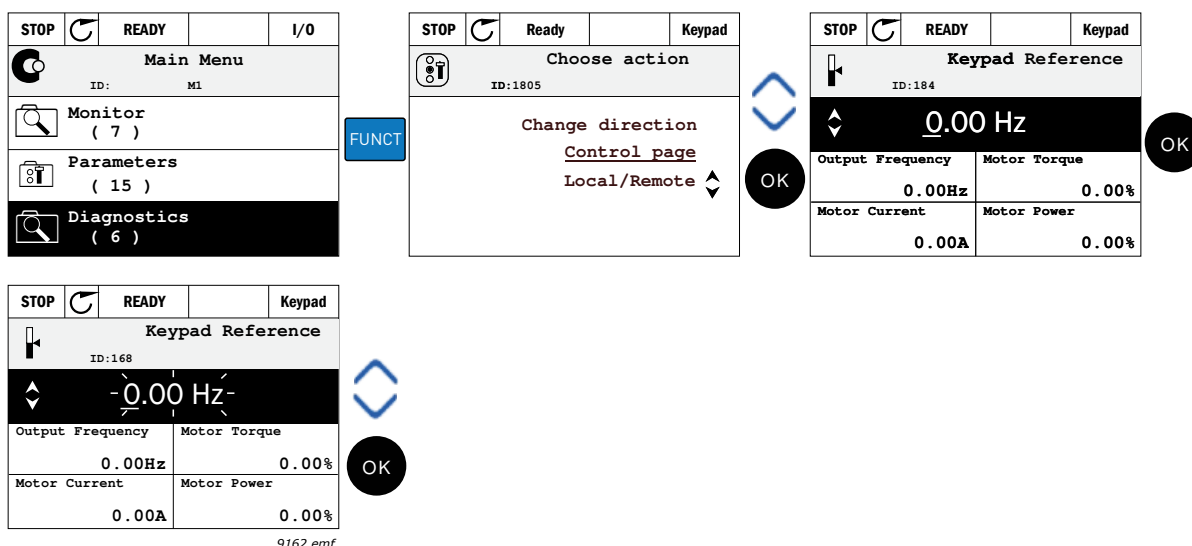 STOP READY I/O
Main Menu
ID: M1
Monitor
( 7 )
Parameters
( 15 )
Diagnostics
( 6 )
FUNCT
STOP Ready Keypad
Choose action
ID:1805
Change direction
Control page
Local/Remote
OK
STOP READY Keypad
Keypad Reference
ID:184
0.00 Hz
Output Frequency Motor Torque
0.00Hz 0.00%
Motor Current Motor Power
0.00A 0.00%
OK
STOP READY Keypad
Keypad Reference
ID:168
0.00 Hz
Output Frequency Motor Torque
0.00Hz 0.00%
Motor Current Motor Power
0.00A 0.00%
OK
9162.emf